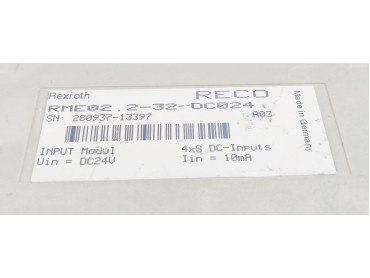 Rexroth RECO
RME02.2-32-DC024
SN: 280937-13397 A03
INPUT Modul 4x8 DC-Inputs
Uin = DC24V Iin = 10mA
Made in Germany